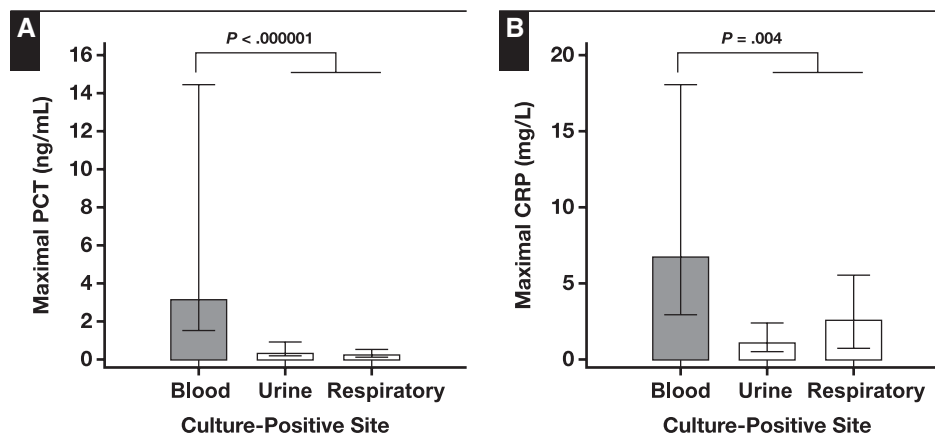 A
P < .000001
Maximal PCT (ng/mL)
16
14
12
10
8
6
4
2
0
Blood Urine Respiratory
Culture-Positive Site
B
P = .004
Maximal CRP (mg/L)
20
15
10
5
0
Blood Urine Respiratory
Culture-Positive Site